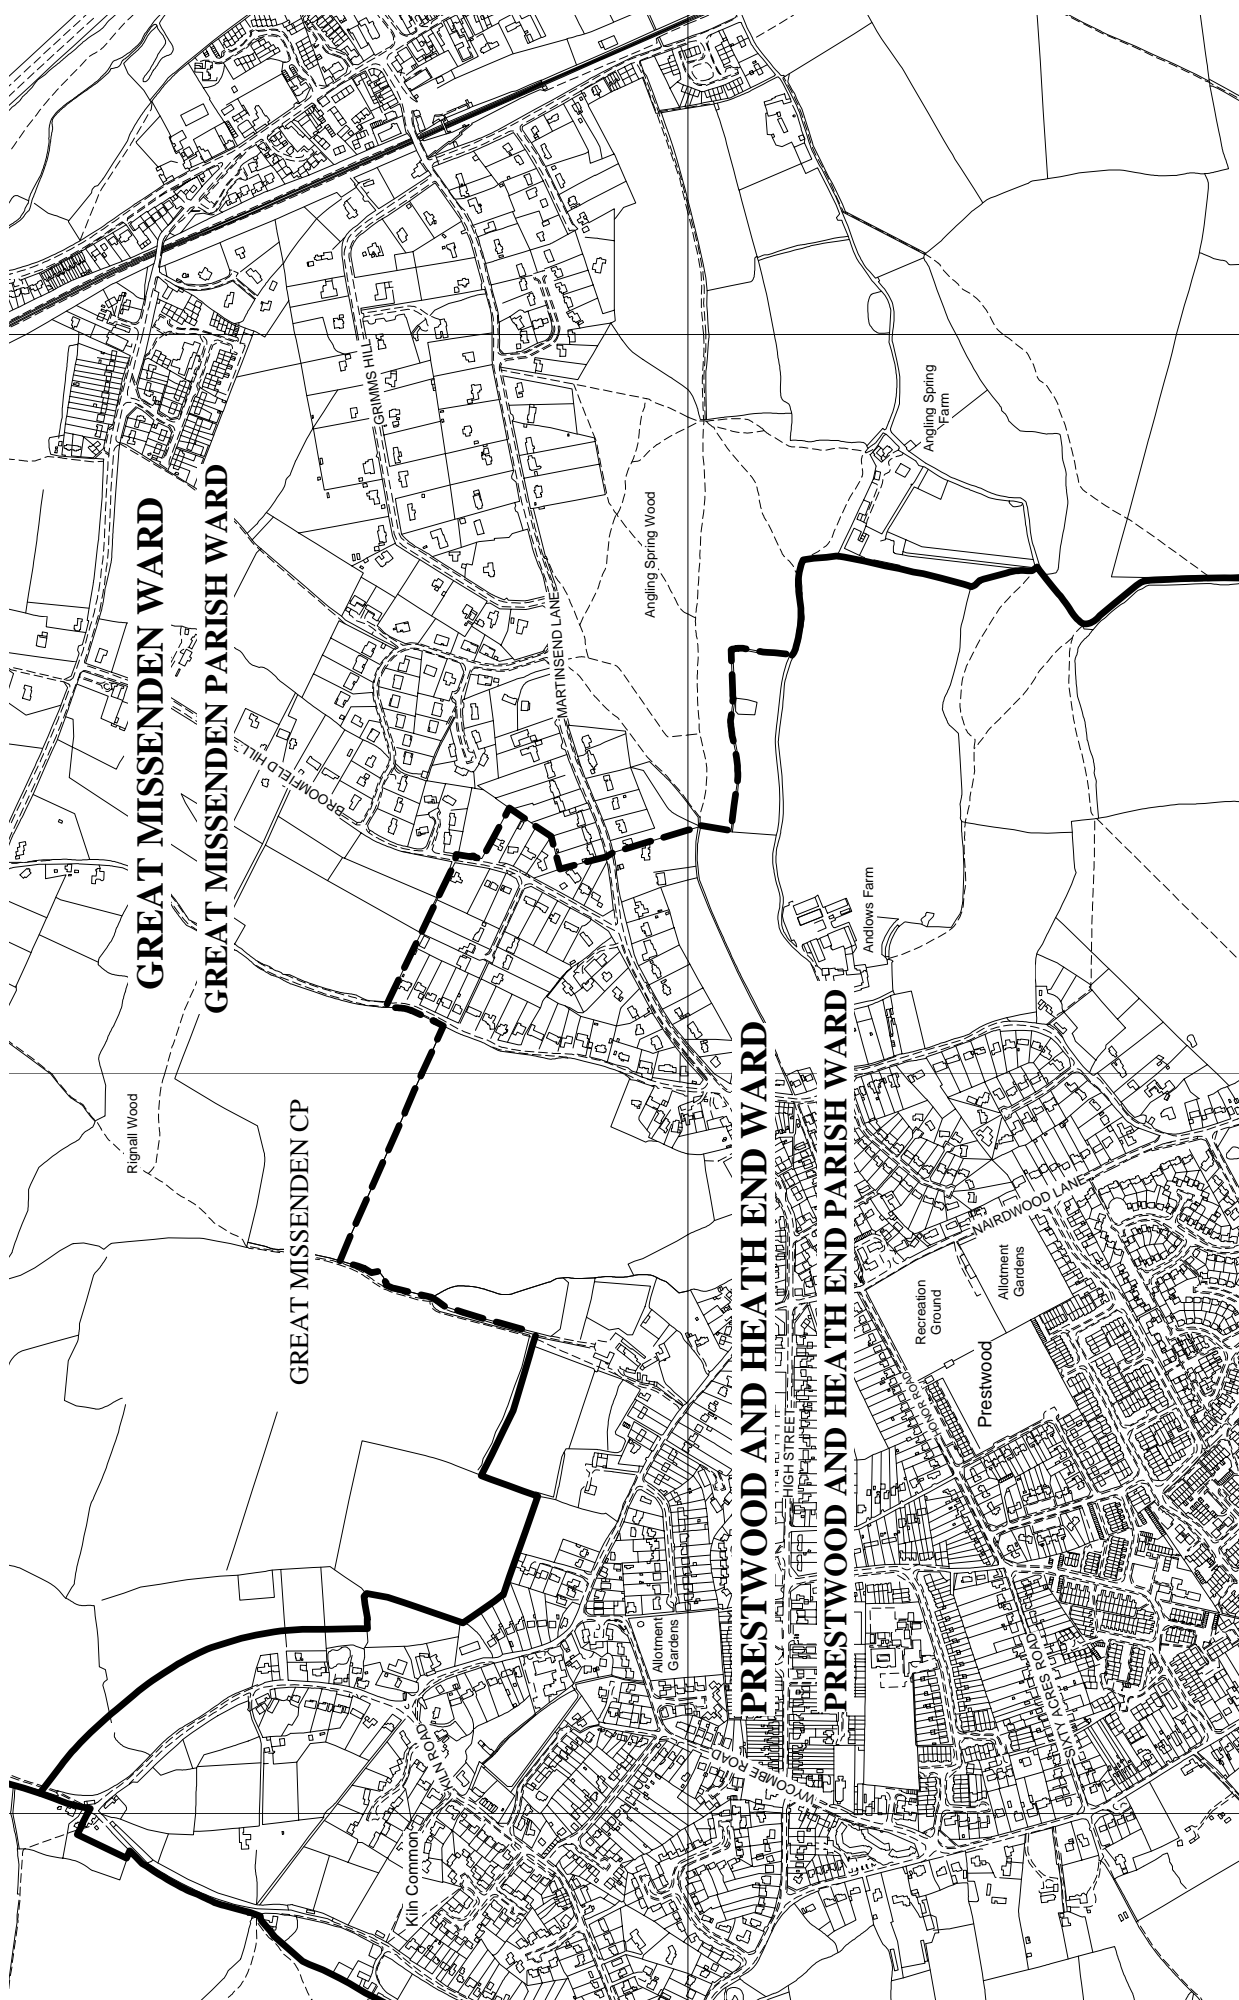 GREAT MISSENDEN WARD
GREAT MISSENDEN PARISH WARD
GREAT MISSENDEN CP
PRESTWOOD AND HEATH END WARD
PRESTWOOD AND HEATH END PARISH WARD
GRIMMS HILL
MARTINSEND LANE
BROOMFIELD HILL
Angling Spring Wood
Angling Spring
Farm
Andlows Farm
Rignall Wood
NAIRDWOOD LANE
Allotment
Gardens
Recreation
Ground
Prestwood
HONOR ROAD
HIGH STREET
Allotment
Gardens
SIXTY ACRES ROAD
WYCOMBE ROAD
KILN ROAD
Kiln Common